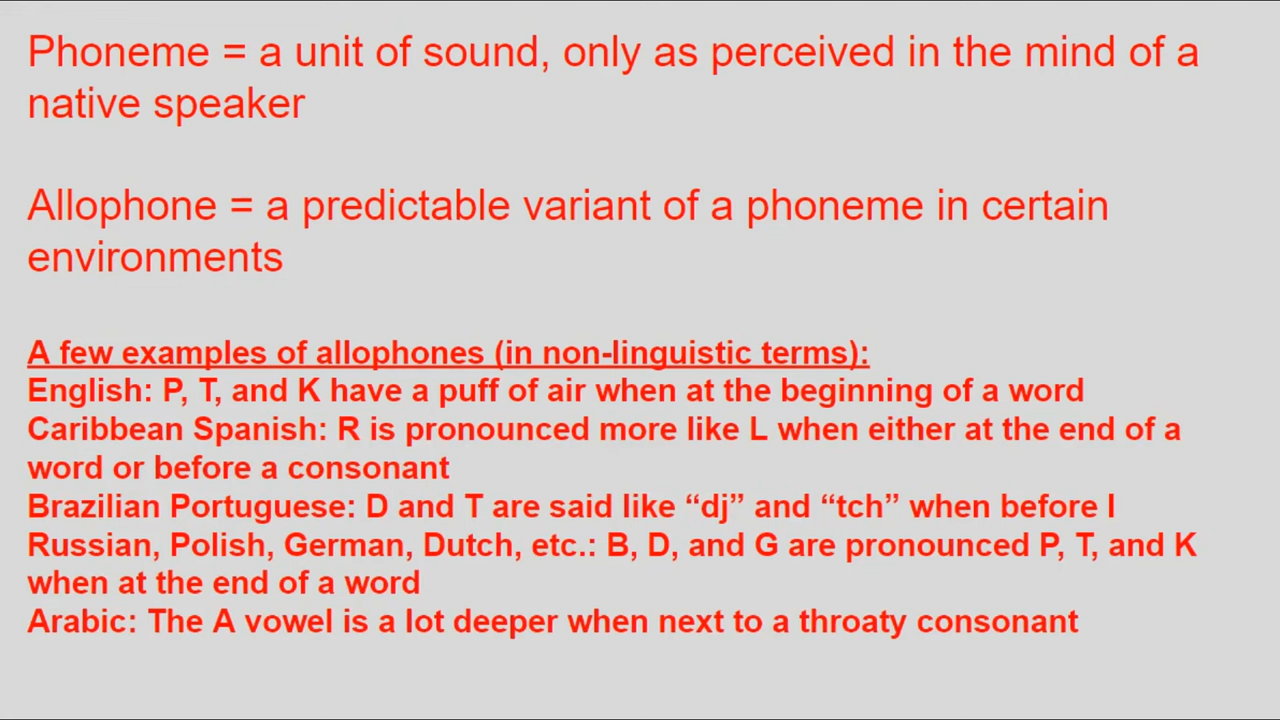 Phoneme = a unit of sound, only as perceived in the mind of a
native speaker
Allophone = a predictable variant of a phoneme in certain
environments
A few examples of allophones (in non-linguistic terms):
English: P, T, and K have a puff of air when at the beginning of a word
Caribbean Spanish: R is pronounced more like L when either at the end of a
word or before a consonant
Brazilian Portuguese: D and T are said like “dj” and “tch” when before I
Russian, Polish, German, Dutch, etc.: B, D, and G are pronounced P, T, and K
when at the end of a word
Arabic: The A vowel is a lot deeper when next to a throaty consonant